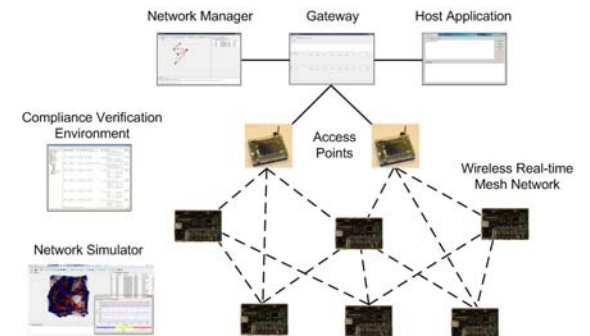 Network Manager
Gateway
Host Application
Compliance Verification
Environment
Access
Points
Wireless Real-time
Mesh Network
Network Simulator